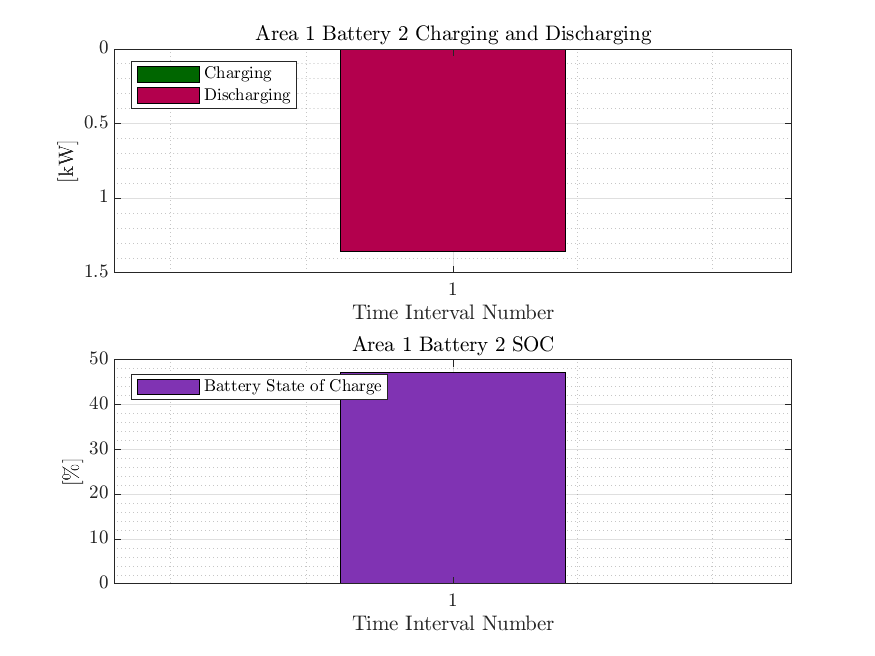 Area 1 Battery 2 Charging and Discharging
0
0.5
1
1.5
[kW]
Charging
Discharging
1
Time Interval Number
Area 1 Battery 2 SOC
50
40
30
20
10
0
[%]
Battery State of Charge
1
Time Interval Number